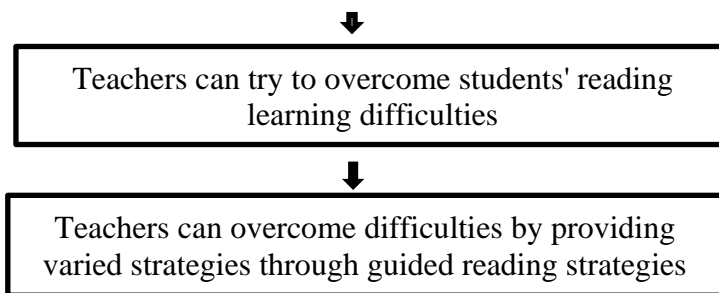 Teachers can try to overcome students' reading
learning difficulties
Teachers can overcome difficulties by providing
varied strategies through guided reading strategies